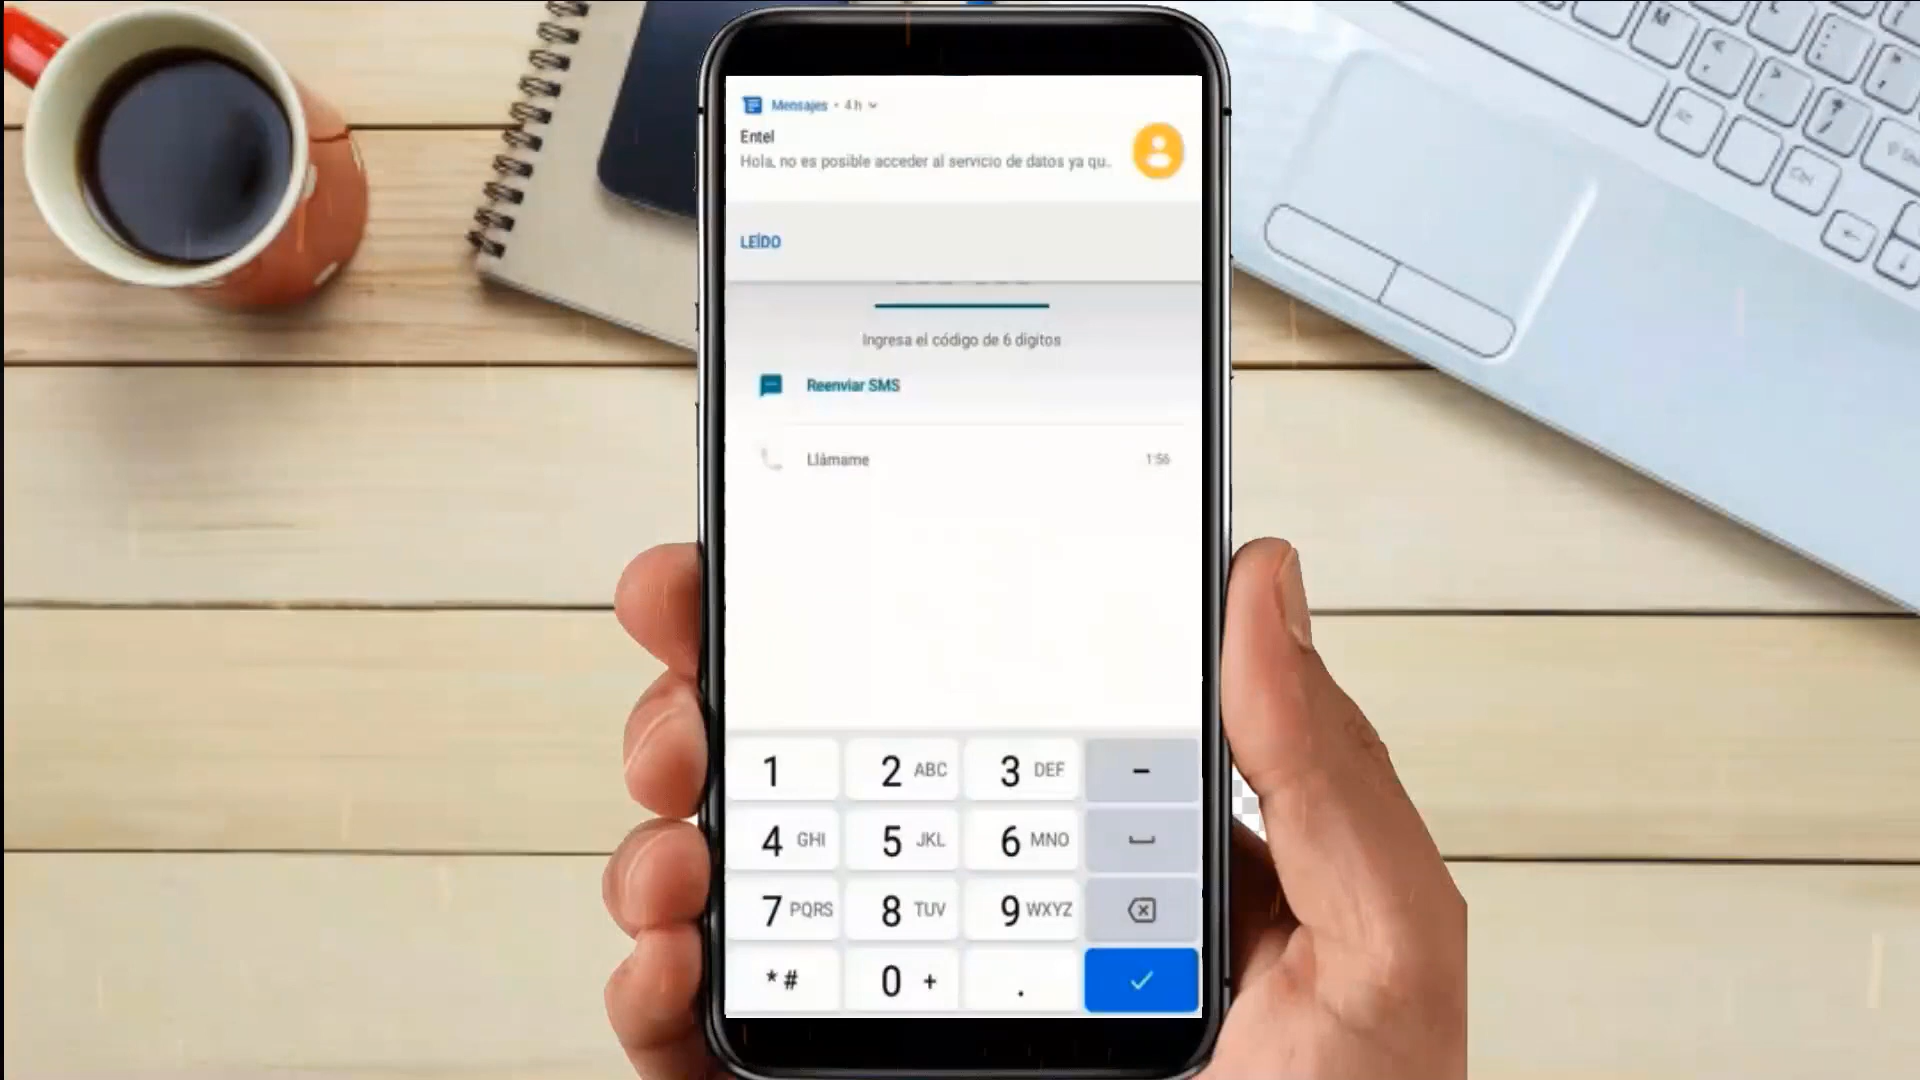 Mensajes • 4 h
Entel
Hola, no es posible acceder al servicio de datos ya qu..
LEÍDO
Ingresa el código de 6 dígitos
Reenviar SMS
Llámame 1:56
1 2 ABC 3 DEF –
4 GHI 5 JKL 6 MNO
7 PQRS 8 TUV 9 WXYZ
* # 0 + .